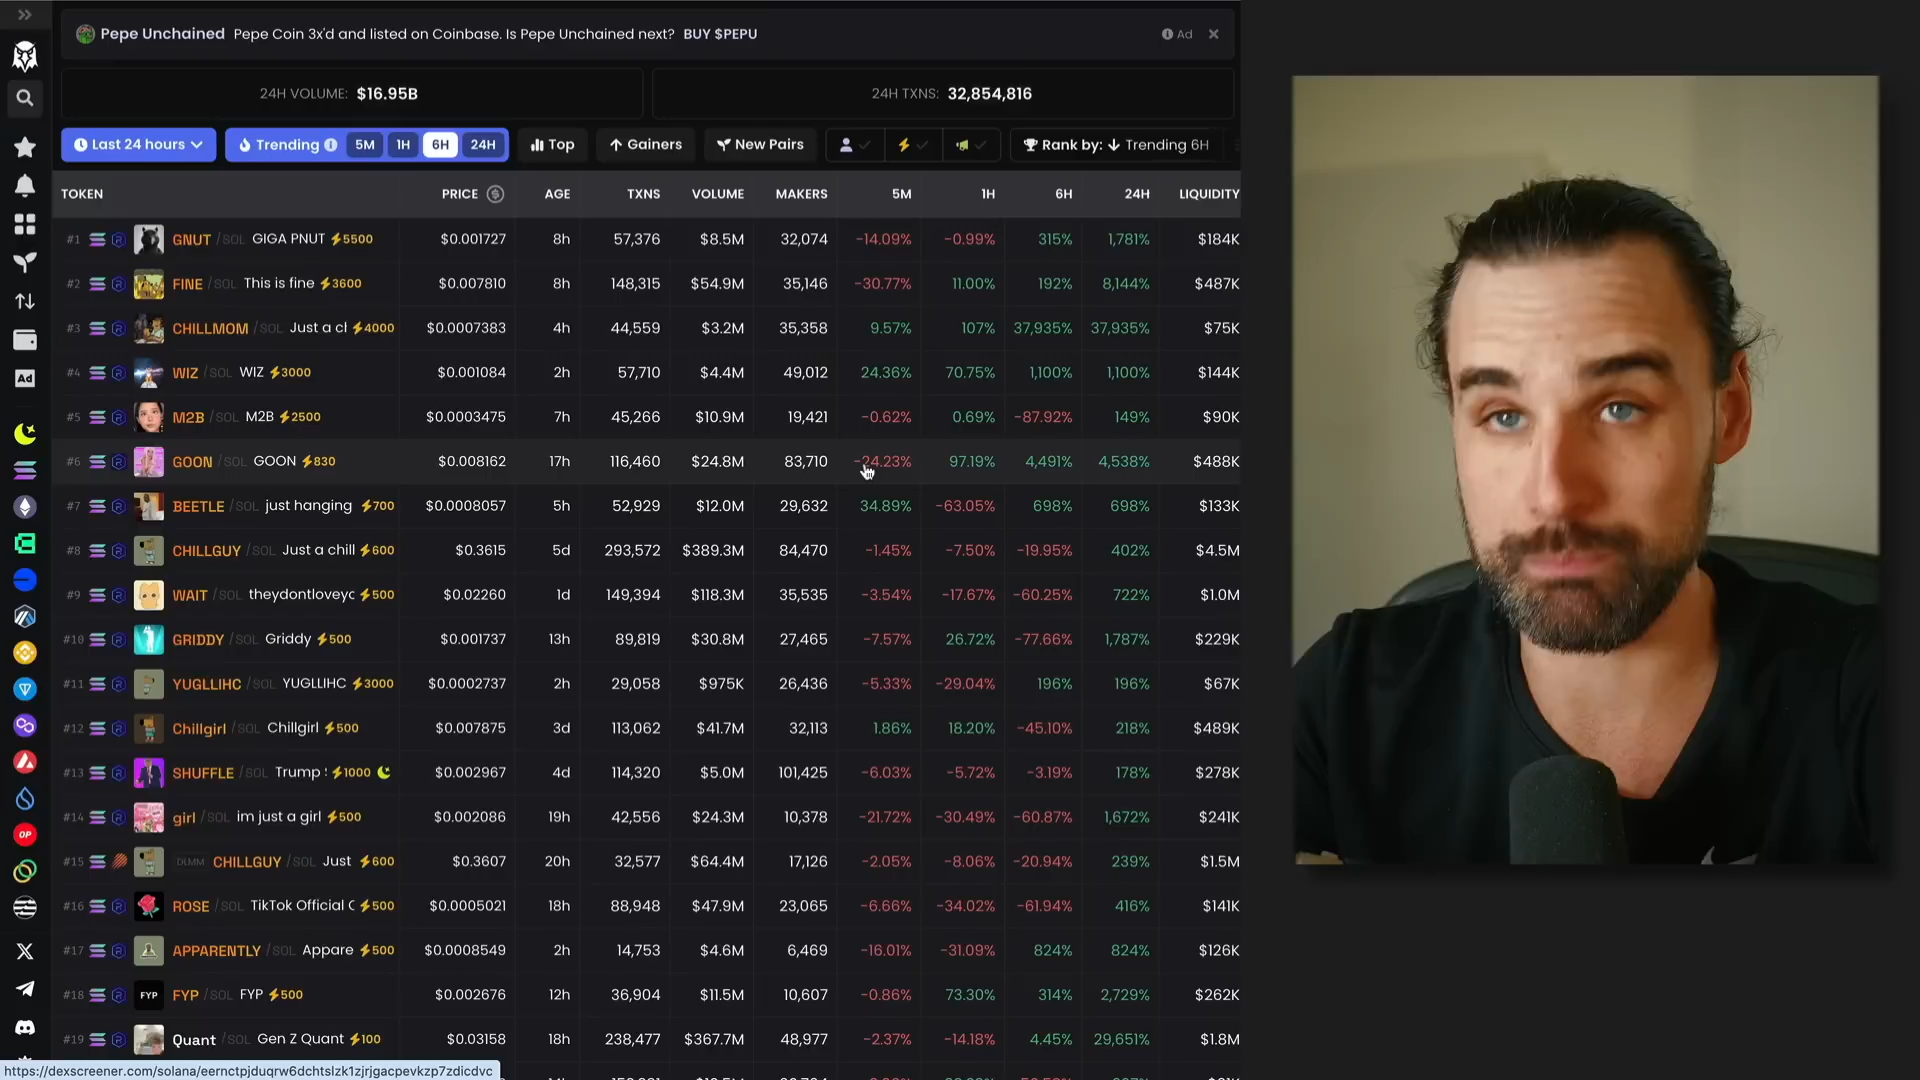 Pepe Unchained Pepe Coin 3x'd and listed on Coinbase. Is Pepe Unchained next? BUY $PEPU Ad
24H VOLUME: $16.95B 24H TXNS: 32,854,816
Last 24 hours Trending 5M 1H 6H 24H Top Gainers New Pairs Rank by: Trending 6H
TOKEN PRICE AGE TXNS VOLUME MAKERS 5M 1H 6H 24H LIQUIDITY
#1 GNUT /SOL GIGA PNUT 5500 $0.001727 8h 57,376 $8.5M 32,074 -14.09% -0.99% 315% 1,781% $184K
#2 FINE /SOL This is fine 3600 $0.007810 8h 148,315 $54.9M 35,146 -30.77% 11.00% 192% 8,144% $487K
#3 CHILLMOM /SOL Just a cl 4000 $0.0007383 4h 44,559 $3.2M 35,358 9.57% 107% 37,935% 37,935% $75K
#4 WIZ /SOL WIZ 3000 $0.001084 2h 57,710 $4.4M 49,012 24.36% 70.75% 1,100% 1,100% $144K
#5 M2B /SOL M2B 2500 $0.0003475 7h 45,266 $10.9M 19,421 -0.62% 0.69% -87.92% 149% $90K
#6 GOON /SOL GOON 830 $0.008162 17h 116,460 $24.8M 83,710 -24.23% 97.19% 4,491% 4,538% $488K
#7 BEETLE /SOL just hanging 700 $0.0008057 5h 52,929 $12.0M 29,632 34.89% -63.05% 698% 698% $133K
#8 CHILLGUY /SOL Just a chill 600 $0.3615 5d 293,572 $389.3M 84,470 -1.45% -7.50% -19.95% 402% $4.5M
#9 WAIT /SOL theydontloveyc 500 $0.02260 1d 149,394 $118.3M 35,535 -3.54% -17.67% -60.25% 722% $1.0M
#10 GRIDDY /SOL Griddy 500 $0.001737 13h 89,819 $30.8M 27,465 -7.57% 26.72% -77.66% 1,787% $229K
#11 YUGLLIHC /SOL YUGLLIHC 3000 $0.0002737 2h 29,058 $975K 26,436 -5.33% -29.04% 196% 196% $67K
#12 Chillgirl /SOL Chillgirl 500 $0.007875 3d 113,062 $41.7M 32,113 1.86% 18.20% -45.10% 218% $489K
#13 SHUFFLE /SOL Trump 1000 $0.002967 4d 114,320 $5.0M 101,425 -6.03% -5.72% -3.19% 178% $278K
#14 girl /SOL im just a girl 500 $0.002086 19h 42,556 $24.3M 10,378 -21.72% -30.49% -60.87% 1,672% $241K
#15 DLMM CHILLGUY /SOL Just 600 $0.3607 20h 32,577 $64.4M 17,126 -2.05% -8.06% -20.94% 239% $1.5M
#16 ROSE /SOL TikTok Official C 500 $0.0005021 18h 88,948 $47.9M 23,065 -6.66% -34.02% -61.94% 416% $141K
#17 APPARENTLY /SOL Appare 500 $0.0008549 2h 14,753 $4.6M 6,469 -16.01% -31.09% 824% 824% $126K
#18 FYP FYP /SOL FYP 500 $0.002676 12h 36,904 $11.5M 10,607 -0.86% 73.30% 314% 2,729% $262K
#19 Quant /SOL Gen Z Quant 100 $0.03158 18h 238,477 $367.7M 48,977 -2.37% -14.18% 4.45% 29,651% $1.8M
https://dexscreener.com/solana/eernctpjduqrw6dchtslzk1zjrjgacpevkzp7zdicdvc